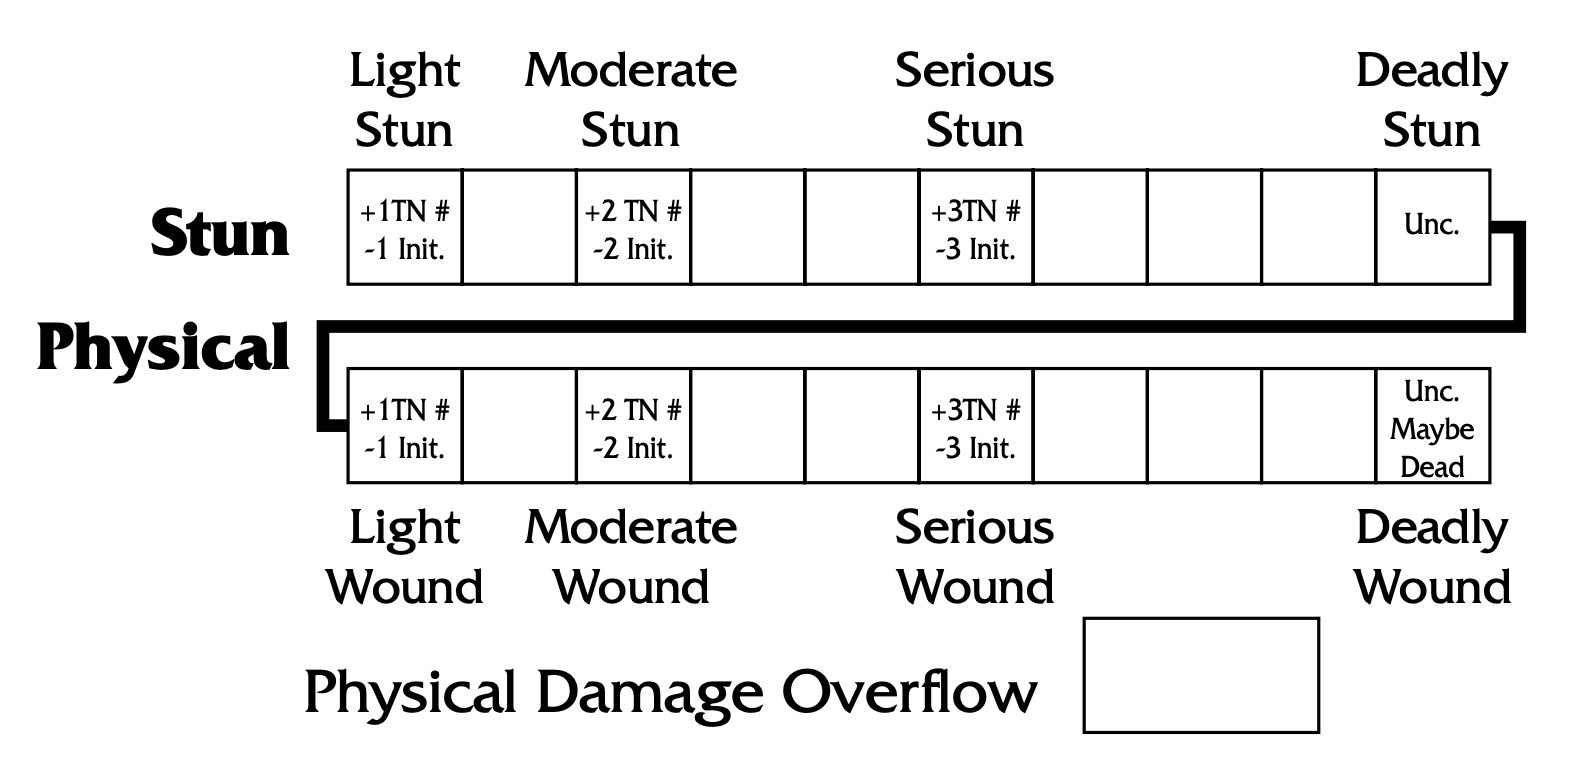 Light Moderate Serious Deadly
Stun Stun Stun Stun
Stun
+1TN # +2 TN # +3TN # Unc.
-1 Init. -2 Init. -3 Init.
Physical
+1TN # +2 TN # +3TN # Unc.
-1 Init. -2 Init. -3 Init. Maybe
Dead
Light Moderate Serious Deadly
Wound Wound Wound Wound
Physical Damage Overflow